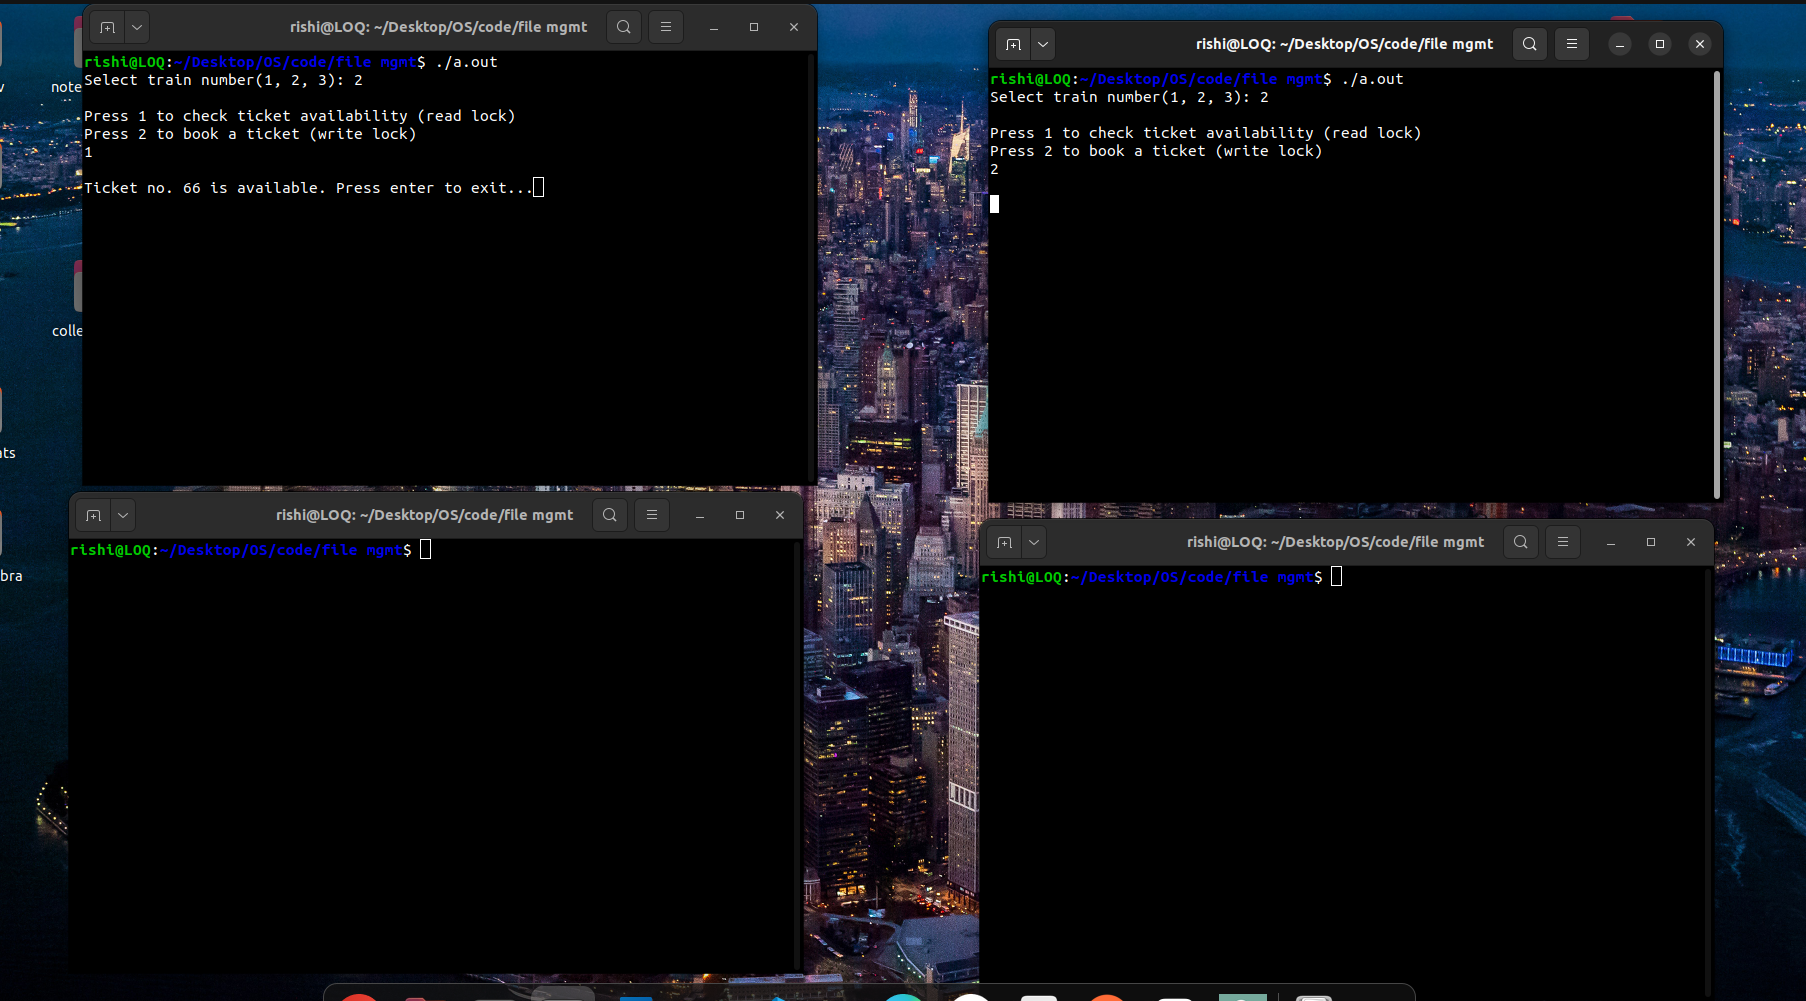 rishi@LOQ: ~/Desktop/OS/code/file mgmt
rishi@LOQ:~/Desktop/OS/code/file mgmt$ ./a.out
Select train number(1, 2, 3): 2
Press 1 to check ticket availability (read lock)
Press 2 to book a ticket (write lock)
1
Ticket no. 66 is available. Press enter to exit...
rishi@LOQ: ~/Desktop/OS/code/file mgmt
rishi@LOQ:~/Desktop/OS/code/file mgmt$ ./a.out
Select train number(1, 2, 3): 2
Press 1 to check ticket availability (read lock)
Press 2 to book a ticket (write lock)
2
rishi@LOQ: ~/Desktop/OS/code/file mgmt
rishi@LOQ:~/Desktop/OS/code/file mgmt$
rishi@LOQ: ~/Desktop/OS/code/file mgmt
rishi@LOQ:~/Desktop/OS/code/file mgmt$
note
colle
ats
bra